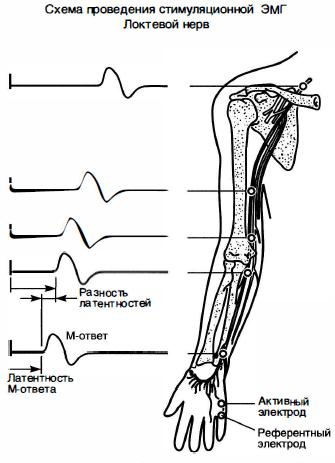 Схема проведения стимуляционной ЭМГ
Локтевой нерв
Разность
латентностей
М-ответ
Латентность
М-ответа
Активный
электрод
Референтный
электрод